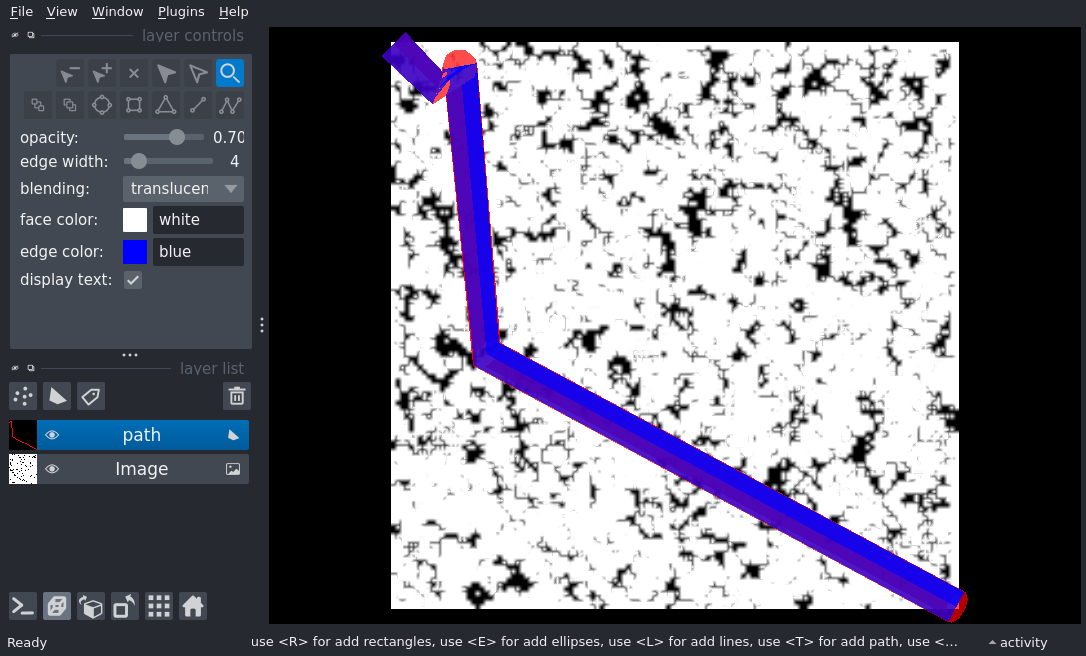 File View Window Plugins Help
layer controls
opacity: 0.70
edge width: 4
blending: translucen
face color: white
edge color: blue
display text:
layer list
path
Image
Ready
use <R> for add rectangles, use <E> for add ellipses, use <L> for add lines, use <T> for add path, use <...
activity